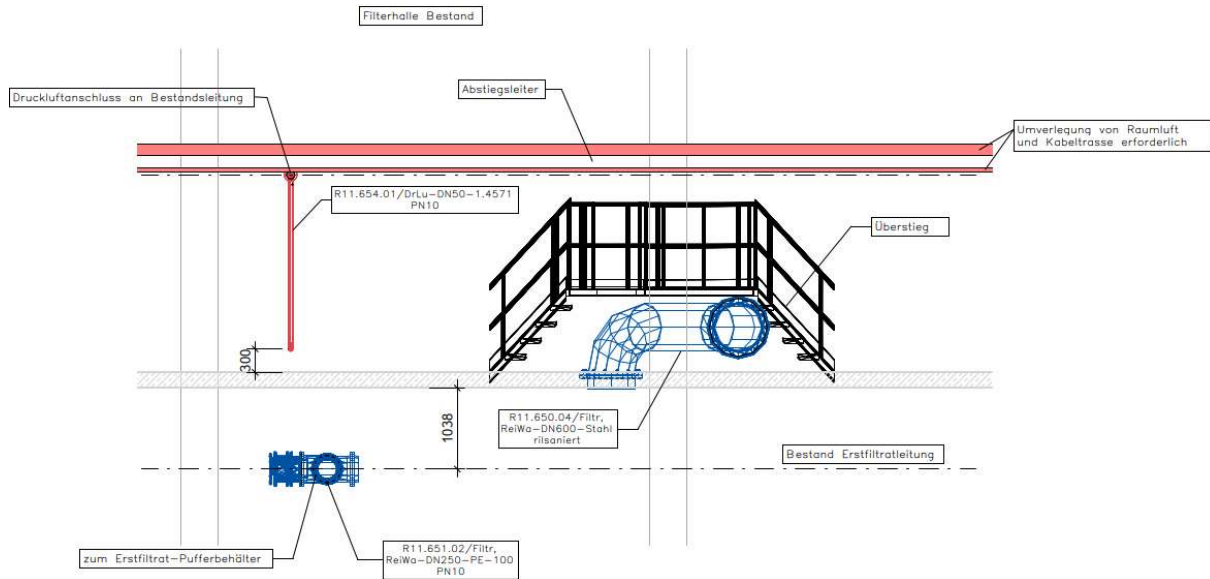 Filterhalle Bestand
Druckluftanschluss an Bestandsleitung
Abstiegsleiter
Umverlegung von Raumluft
und Kabeltrasse erforderlich
R11.654.01/DrLu-DN50-1.4571
PN10
Überstieg
300
1038
R11.650.04/Filtr,
ReiWa-DN600-Stahl
rilsaniert
Bestand Erstfiltratleitung
zum Erstfiltrat-Pufferbehälter
R11.651.02/Filtr,
ReiWa-DN250-PE-100
PN10